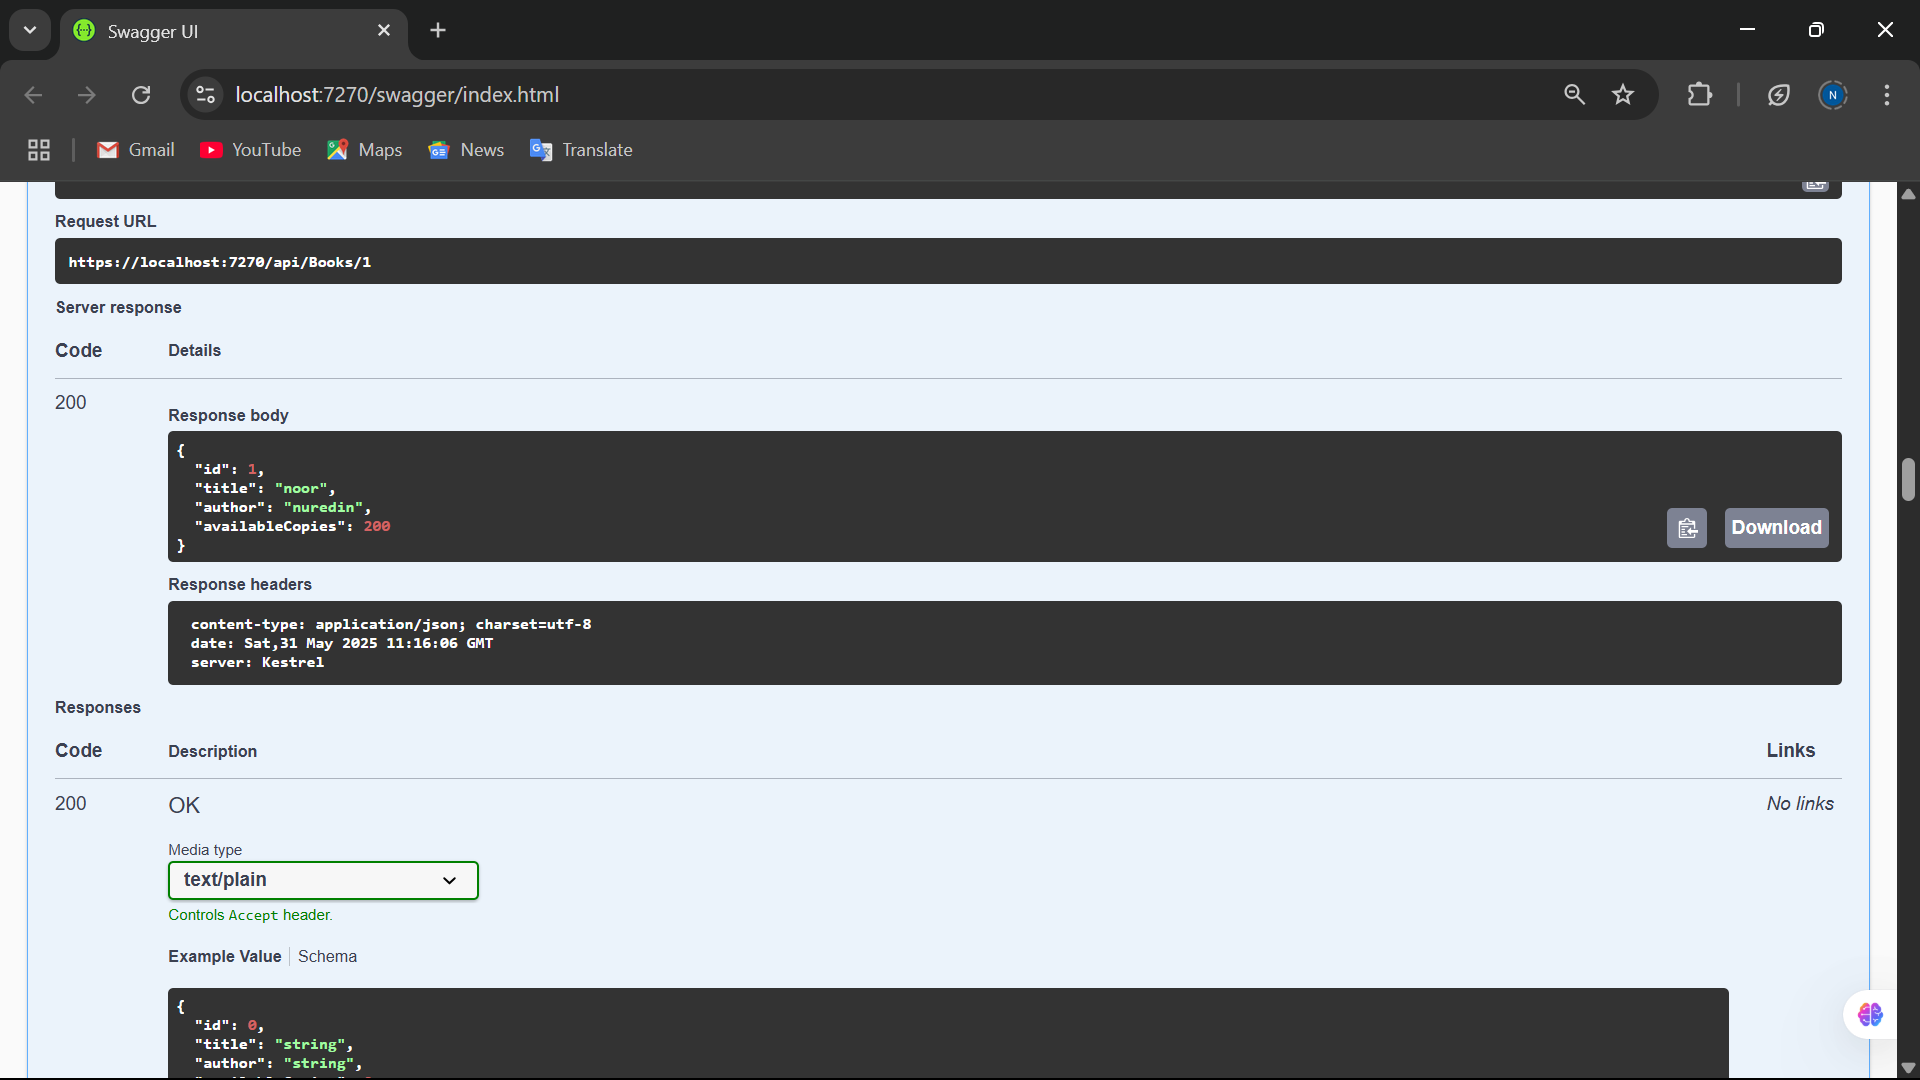 Swagger UI
localhost:7270/swagger/index.html
N
Gmail
YouTube
Maps
News
Translate
Request URL
https://localhost:7270/api/Books/1
Server response
Code Details
200
Response body
{
"id": 1,
"title": "noor",
"author": "nuredin",
"availableCopies": 200
}
Download
Response headers
content-type: application/json; charset=utf-8
date: Sat,31 May 2025 11:16:06 GMT
server: Kestrel
Responses
Code Description Links
200 OK No links
Media type
text/plain
Controls Accept header.
Example Value Schema
{
"id": 0,
"title": "string",
"author": "string",